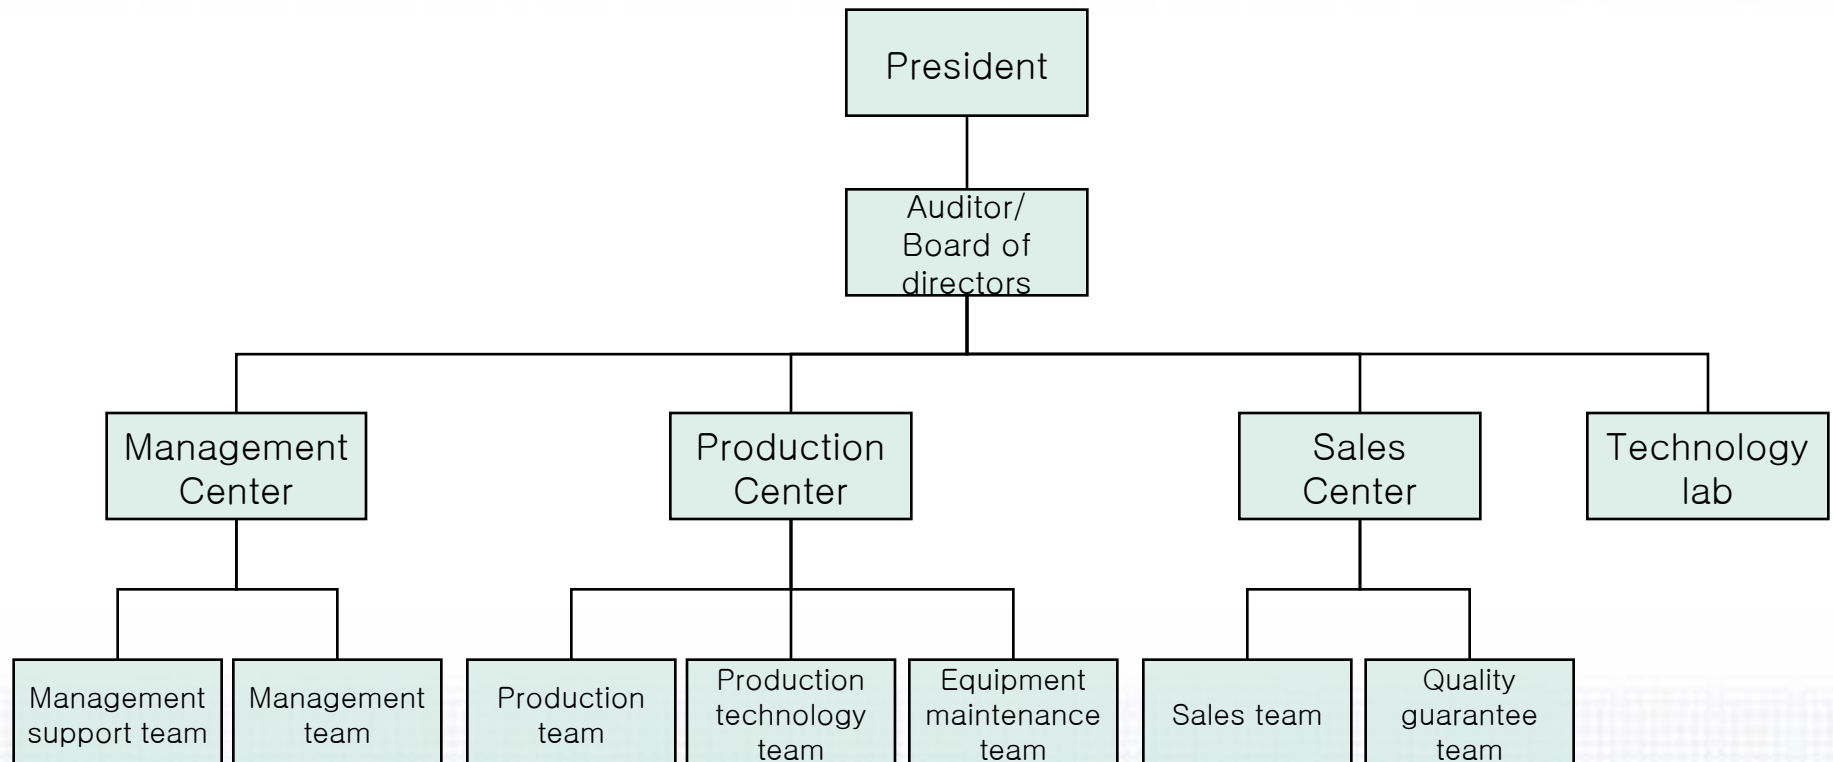 President
Auditor/
Board of
directors
Management
Center
Production
Center
Sales
Center
Technology
lab
Management
support team
Management
team
Production
team
Production
technology
team
Equipment
maintenance
team
Sales team
Quality
guarantee
team